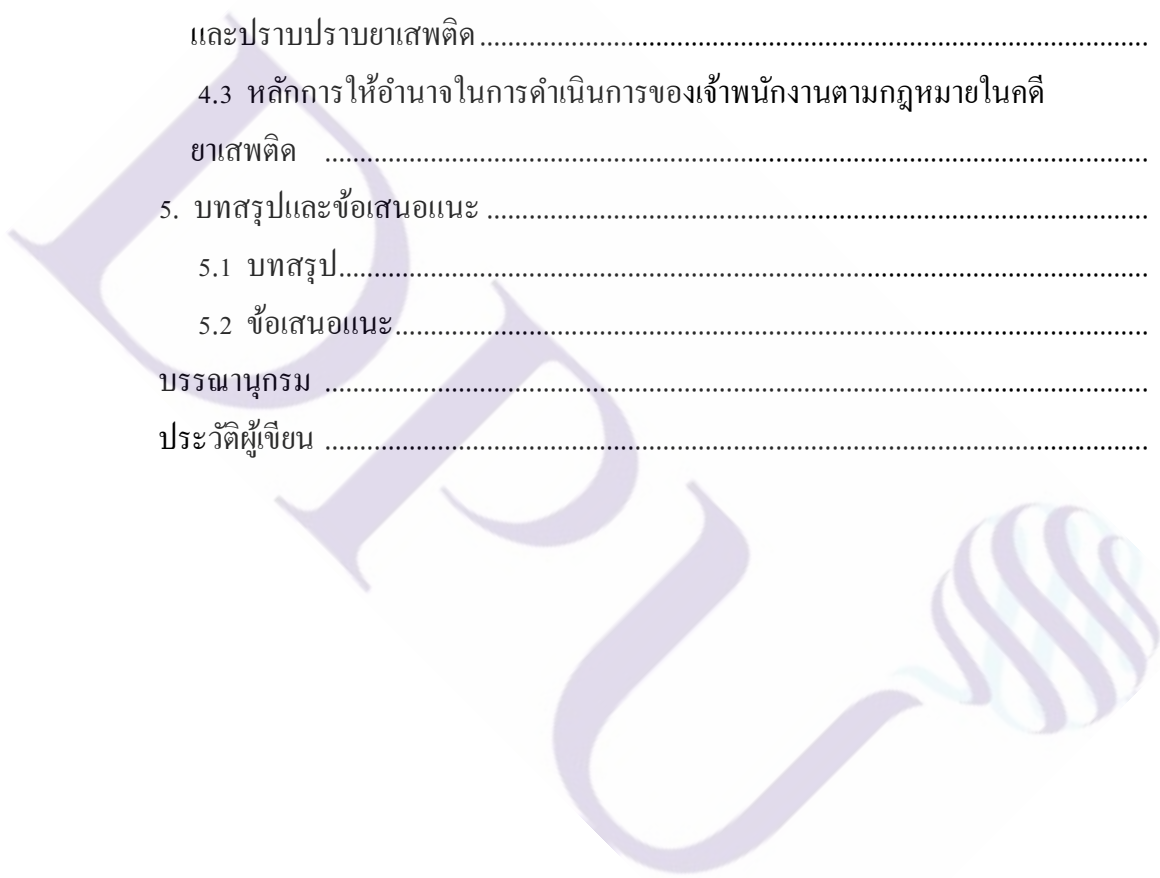 และปราบปราบยาเสพติด ................................................................................................
4.3 หลักการให้อำนาจในการดำเนินการของเจ้าพนักงานตามกฎหมายในคดี
ยาเสพติด ................................................................................................
5. บทสรุปและข้อเสนอแนะ ................................................................................................
5.1 บทสรุป................................................................................................
5.2 ข้อเสนอแนะ................................................................................................
บรรณานุกรม ................................................................................................
ประวัติผู้เขียน ................................................................................................
DPU